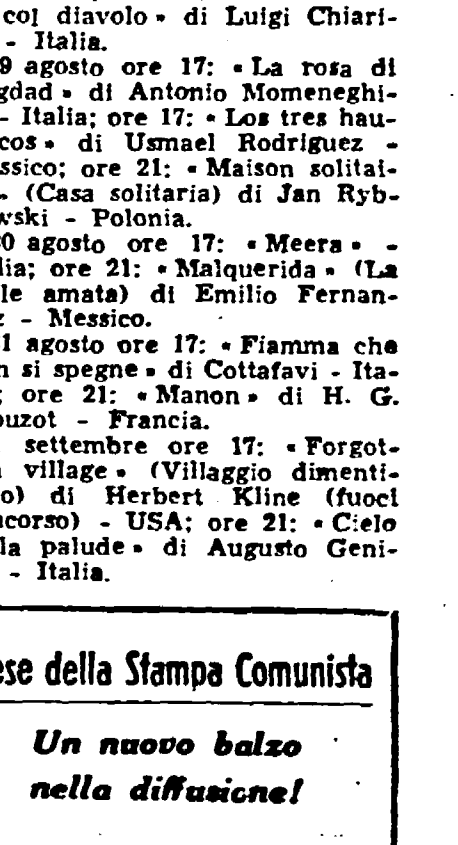 col diavolo » di Luigi Chiari-
- Italia.
9 agosto ore 17: « La rosa di
gdad » di Antonio Momeneghi-
- Italia; ore 17: « Los tres hau-
cos » di Usmael Rodriguez -
ssico; ore 21: « Maison solitai-
». (Casa solitaria) di Jan Ryb-
wski - Polonia.
0 agosto ore 17: « Meera » -
lia; ore 21: « Malquerida » (La
le amata) di Emilio Fernan-
z - Messico.
1 agosto ore 17: « Fiamma che
n si spegne » di Cottafavi - Ita-
; ore 21: « Manon » di H. G.
ouzot - Francia.
settembre ore 17: « Forgot-
village » (Villaggio dimenti-
o) di Herbert Kline (fuori
corso) - USA; ore 21: « Cielo
la palude » di Augusto Geni-
- Italia.
ese della Stampa Comunista
Un nuovo balzo
nella diffusione!